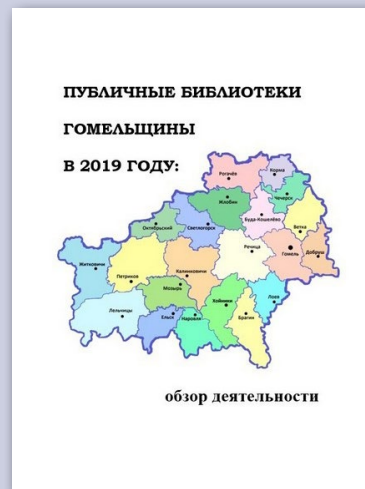 ПУБЛИЧНЫЕ БИБЛИОТЕКИ
ГОМЕЛЬЩИНЫ
В 2019 ГОДУ:
Рогачёв
Корма
Чечерск
Жлобин
Буда-Кошелёво
Октябрьский
Светлогорск
Ветка
Речица
Гомель
Добруш
Житковичи
Петриков
Калинковичи
Мозырь
Хойники
Лоев
Лельчицы
Ельск
Наровля
Брагин
обзор деятельности